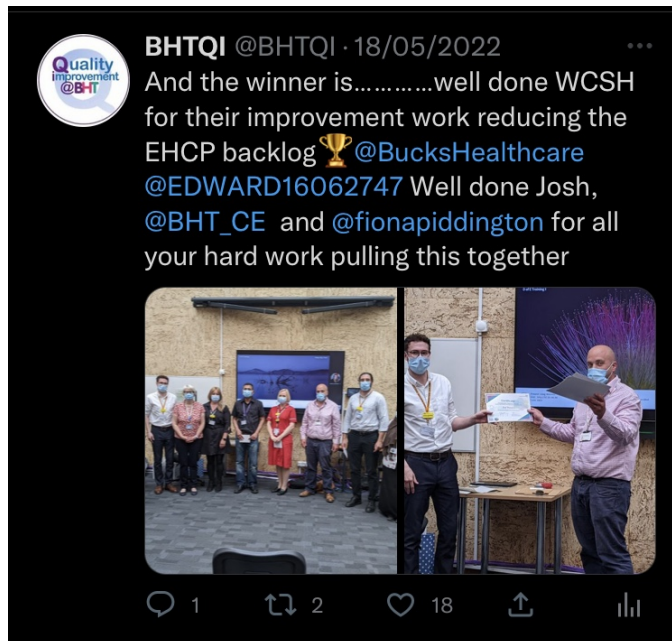 Quality
improvement
@BHT
BHTQI @BHTQI · 18/05/2022
And the winner is…………well done WCSH
for their improvement work reducing the
EHCP backlog🏆@BucksHealthcare
@EDWARD16062747 Well done Josh,
@BHT_CE and @fionapiddington for all
your hard work pulling this together
1
2
18